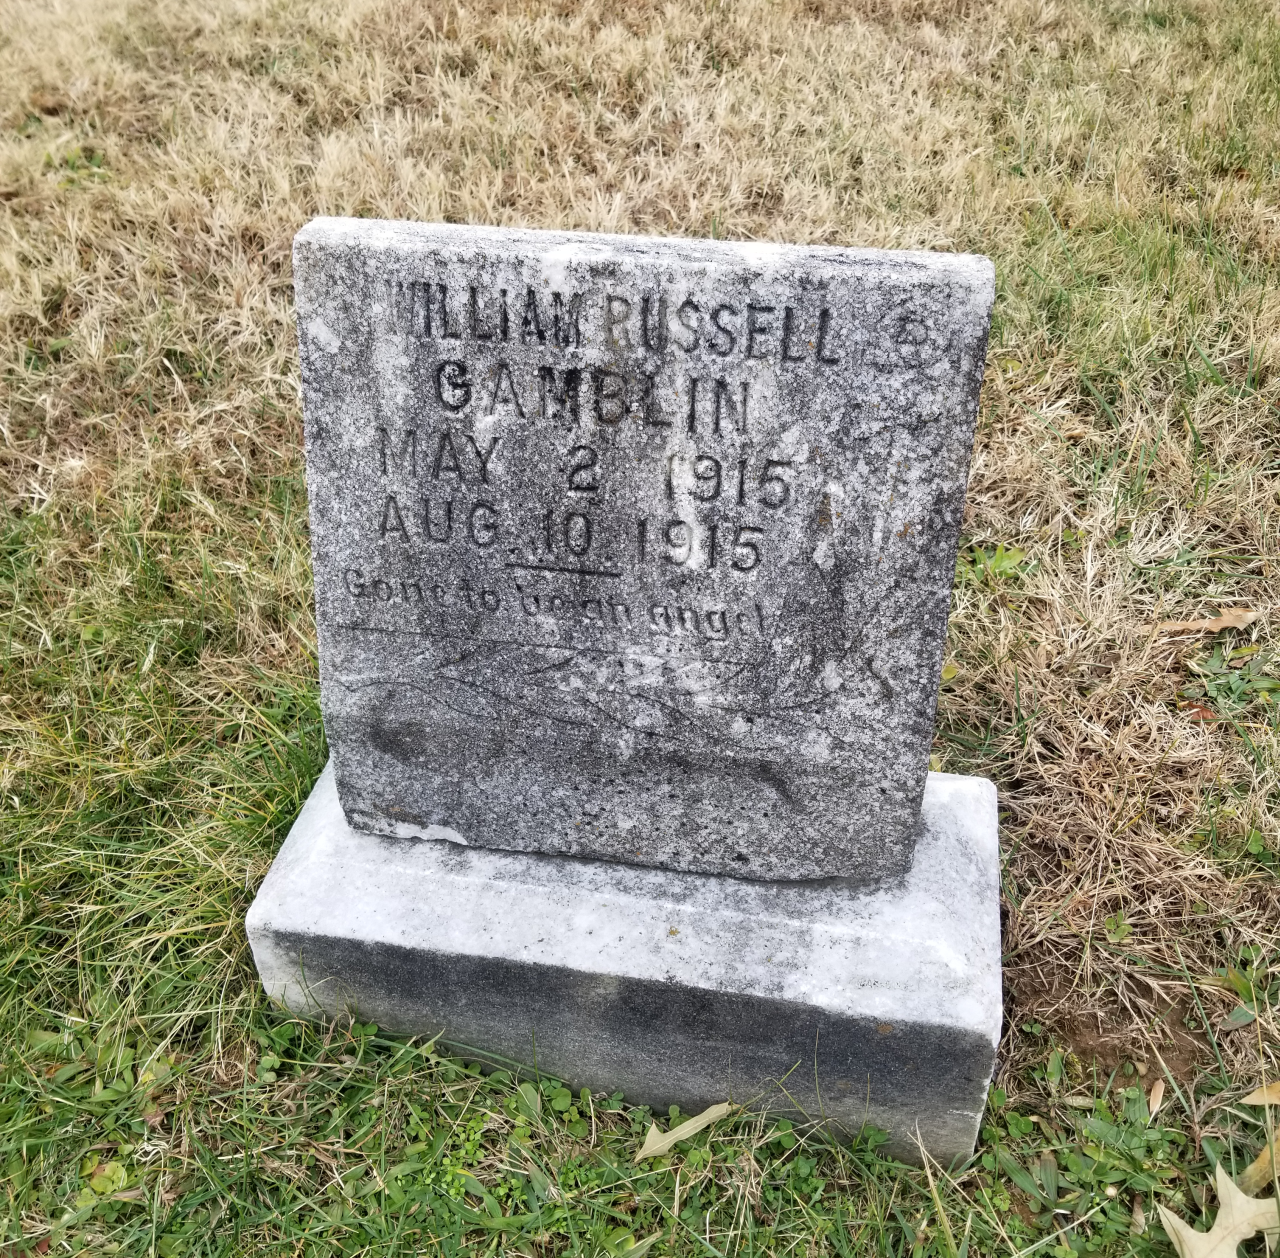 WILLIAM RUSSELL
GAMBLIN
MAY 2 1915
AUG. 10. 1915
Gone to be an angel